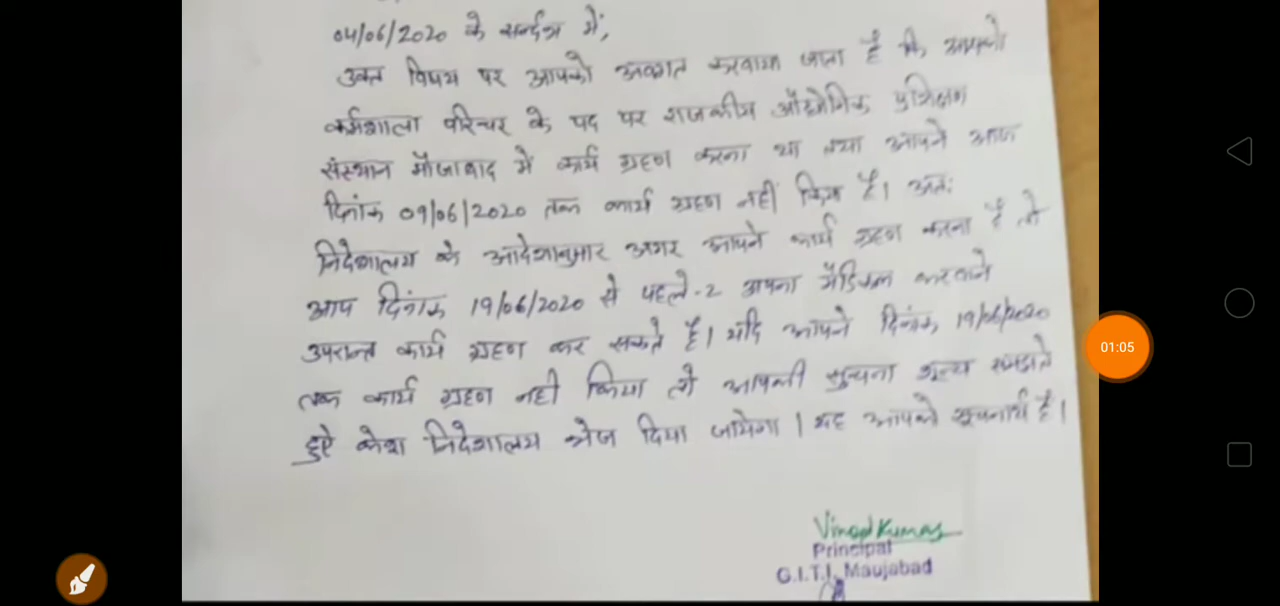 04/06/2020 के सन्दर्भ में,
उक्त विषय पर आपको अवगत करवाया जाता है कि आपको
कर्मशाला परिचर के पद पर राजकीय औद्योगिक प्रशिक्षण
संस्थान मौजाबाद में कार्य ग्रहण करना था तथा आपने आज
दिनांक 09/06/2020 तक कार्य ग्रहण नहीं किया है। अतः
निदेशालय के आदेशानुसार अगर आपने कार्य ग्रहण करना है तो
आप दिनांक 19/06/2020 से पहले-2 अपना मैडिकल करवाने
उपरान्त कार्य ग्रहण कर सकते है। यदि आपने दिनांक 19/06/2020
तक कार्य ग्रहण नही किया तो आपकी सुचना शून्य समझते
हुऐ केश निदेशालय भेज दिया जायेगा। यह आपको सूचनार्थ है।
Vinod Kumar
Principal
G.I.T.I. Maujabad
01:05